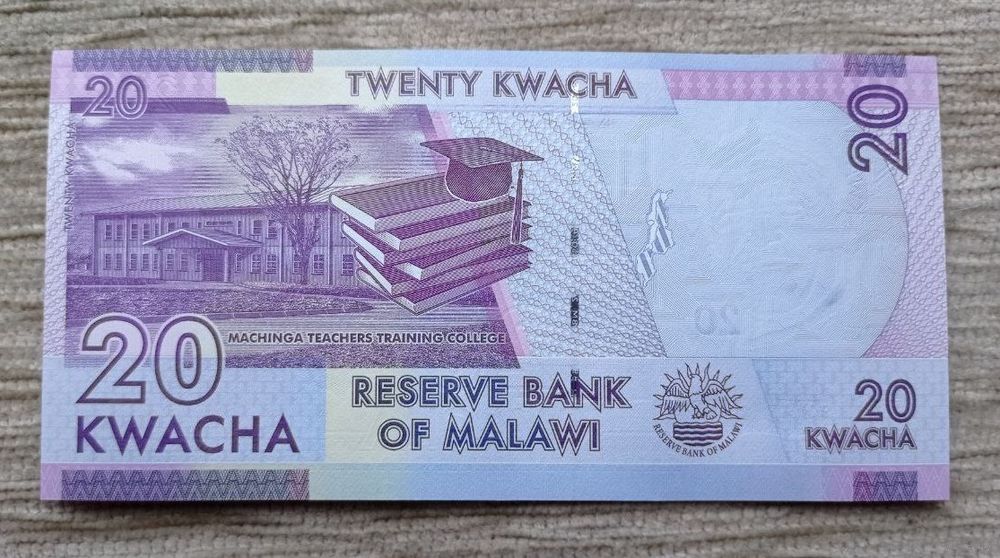 20
TWENTY KWACHA
20
TWENTY KWACHA
MACHINGA TEACHERS TRAINING COLLEGE
20
KWACHA
RESERVE BANK
OF MALAWI
RESERVE BANK OF MALAWI
20
KWACHA